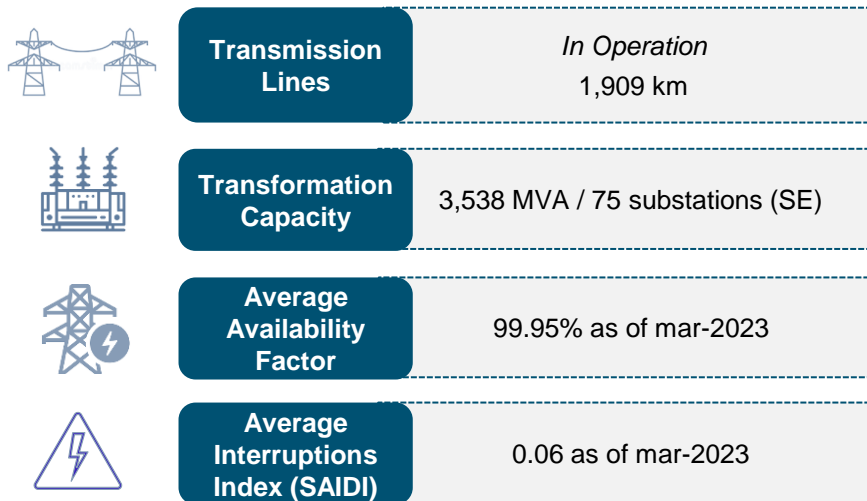 Transmission
Lines
In Operation
1,909 km
Transformation
Capacity
3,538 MVA / 75 substations (SE)
Average
Availability
Factor
99.95% as of mar-2023
Average
Interruptions
Index (SAIDI)
0.06 as of mar-2023